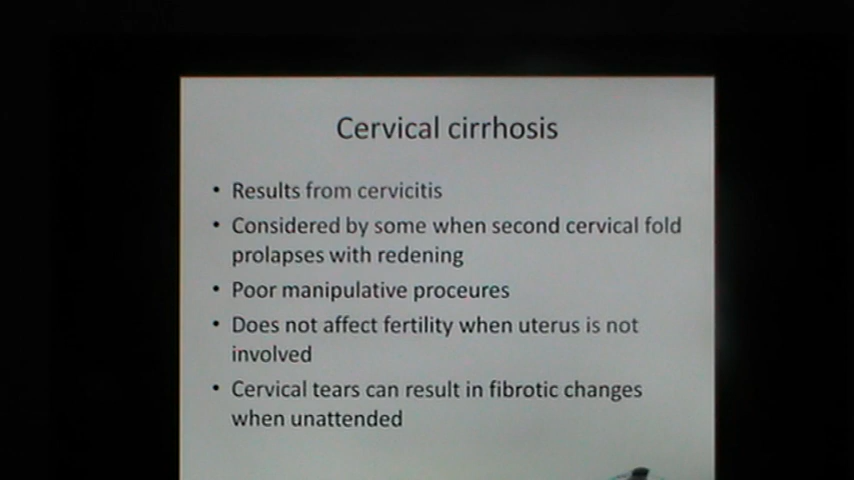 Cervical cirrhosis
• Results from cervicitis
• Considered by some when second cervical fold
prolapses with redening
• Poor manipulative proceures
• Does not affect fertility when uterus is not
involved
• Cervical tears can result in fibrotic changes
when unattended